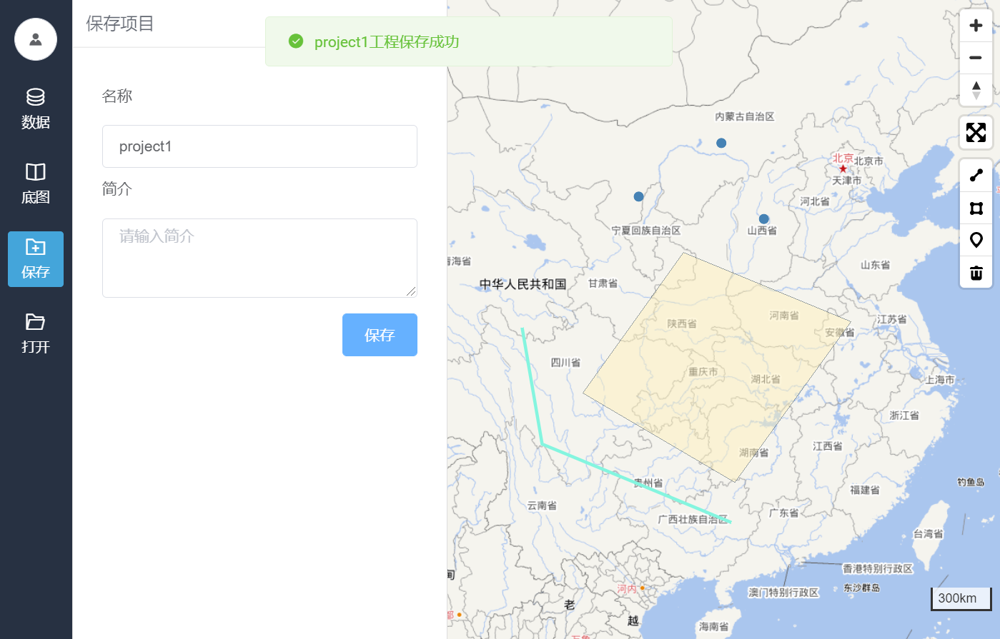 保存项目
project1工程保存成功
数据
底图
保存
打开
名称
project1
简介
请输入简介
保存
内蒙古自治区
北京
北京市
天津市
河北省
宁夏回族自治区
山西省
山东省
中华人民共和国
甘肃省
陕西省
河南省
江苏省
安徽省
四川省
重庆市
湖北省
上海市
浙江省
湖南省
江西省
贵州省
钓鱼岛
福建省
云南省
广西壮族自治区
广东省
台湾省
香港特别行政区
河内
澳门特别行政区
东沙群岛
300km
老
越
海南省